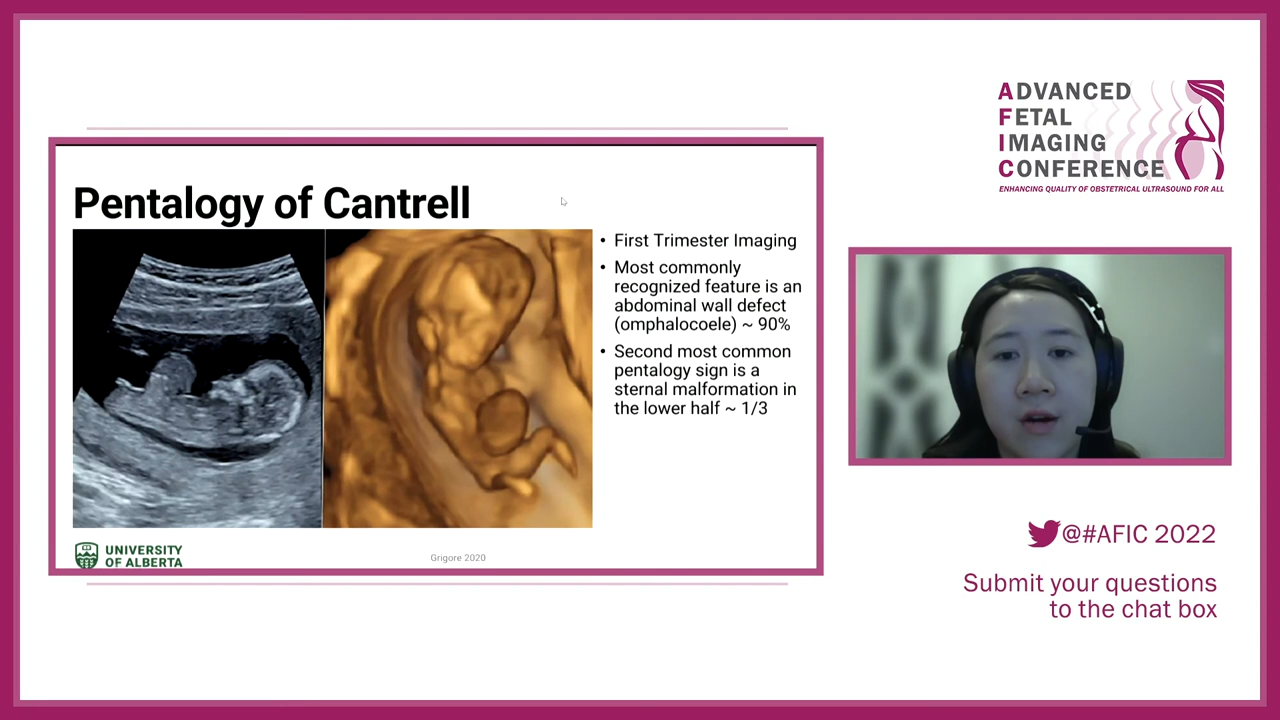 Pentalogy of Cantrell
• First Trimester Imaging
• Most commonly
recognized feature is an
abdominal wall defect
(omphalocoele) ~ 90%
• Second most common
pentalogy sign is a
sternal malformation in
the lower half ~ 1/3
UNIVERSITY
OF ALBERTA
Grigore 2020
ADVANCED
FETAL
IMAGING
CONFERENCE
ENHANCING QUALITY OF OBSTETRICAL ULTRASOUND FOR ALL
@#AFIC 2022
Submit your questions
to the chat box